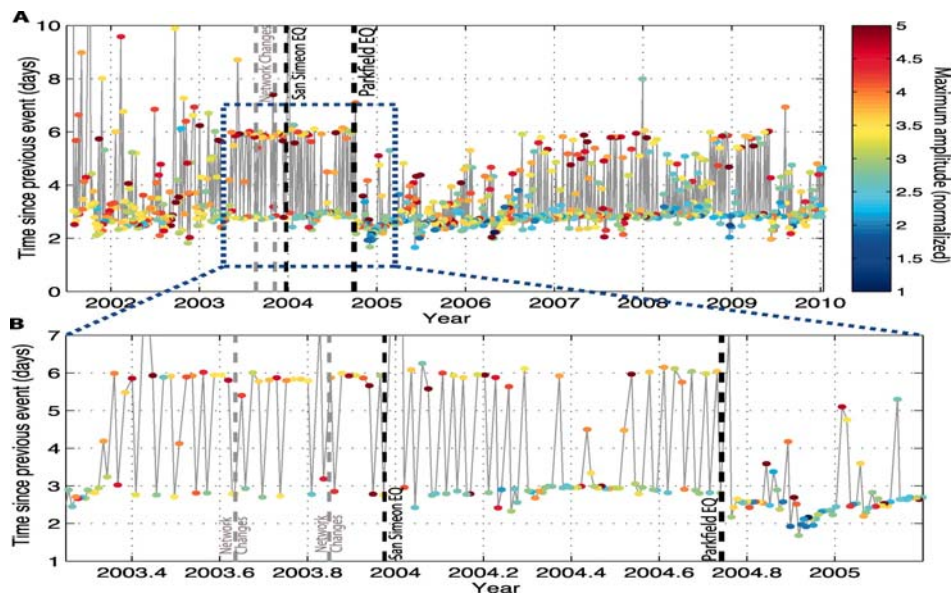 A
Time since previous event (days)
10
8
6
4
2
0
Network Changes
San Simeon EQ
Parkfield EQ
2002 2003 2004 2005 2006 2007 2008 2009 2010
Year
5
4.5
4
3.5
3
2.5
2
1.5
1
Maximum amplitude (normalized)
B
Time since previous event (days)
7
6
5
4
3
2
1
Network
Changes
Network
Changes
San Simeon EQ
Parkfield EQ
2003.4 2003.6 2003.8 2004 2004.2 2004.4 2004.6 2004.8 2005
Year